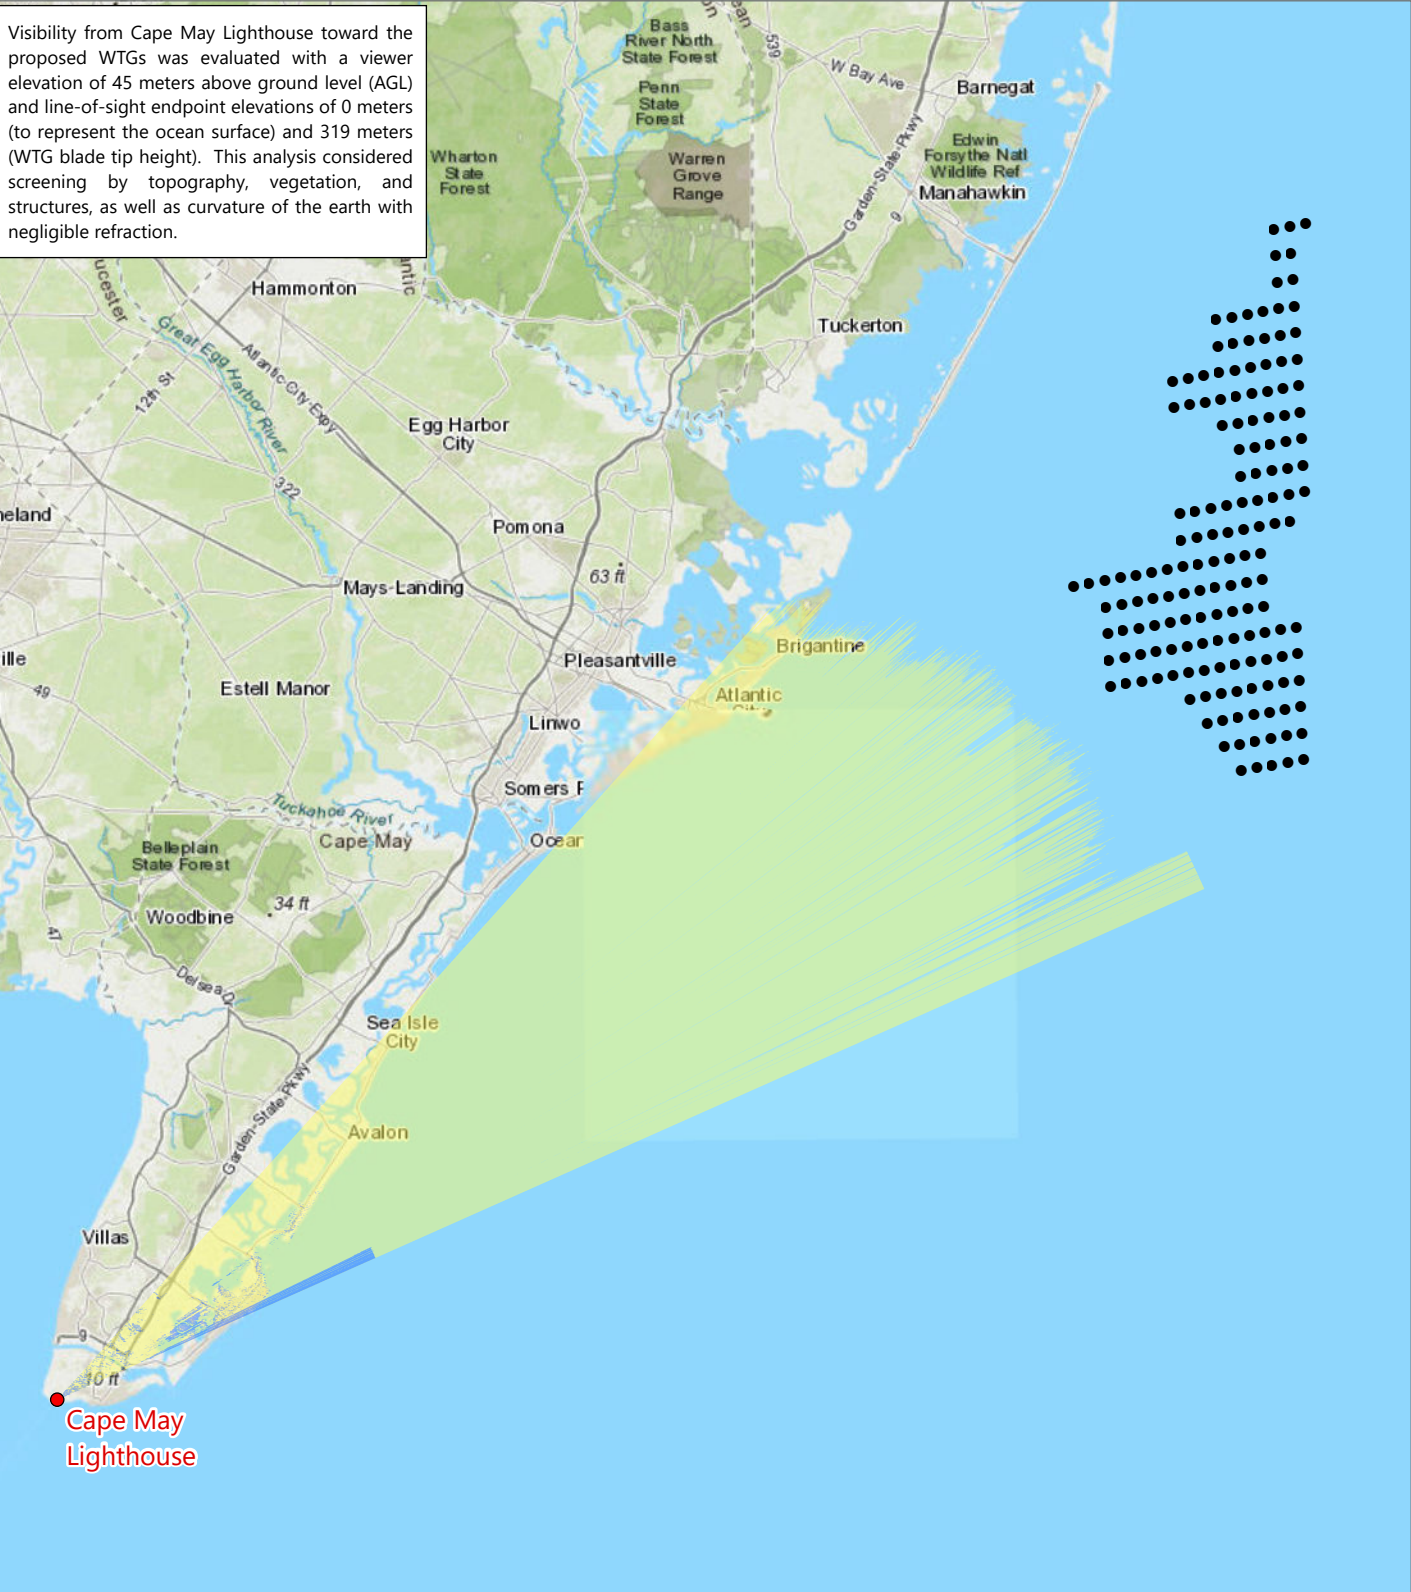 Visibility from Cape May Lighthouse toward the
proposed WTGs was evaluated with a viewer
elevation of 45 meters above ground level (AGL)
and line-of-sight endpoint elevations of 0 meters
(to represent the ocean surface) and 319 meters
(WTG blade tip height). This analysis considered
screening by topography, vegetation, and
structures, as well as curvature of the earth with
negligible refraction.
Bass
River North
State Forest
539
W Bay Ave
Barnegat
Penn
State
Forest
Garden-State-Pkwy
Edwin
Forsythe Natl
Wildlife Ref
Manahawkin
9
Wharton
State
Forest
Warren
Grove
Range
ucester
antic
Hammonton
Tuckerton
Great Egg Harbor River
Atlantic-City-Expy
12th St
Egg Harbor
City
322
eland
Pomona
63 ft
Mays-Landing
ille
49
Pleasantville
Brigantine
Estell Manor
Atlantic
City
Linwo
Somers F
Tuckahoe River
Cape May
Ocean
Belleplain
State Forest
34 ft
Woodbine
47
Delsea-D
Sea Isle
City
Garden-State-Pkwy
Avalon
Villas
9
10 ft
Cape May
Lighthouse